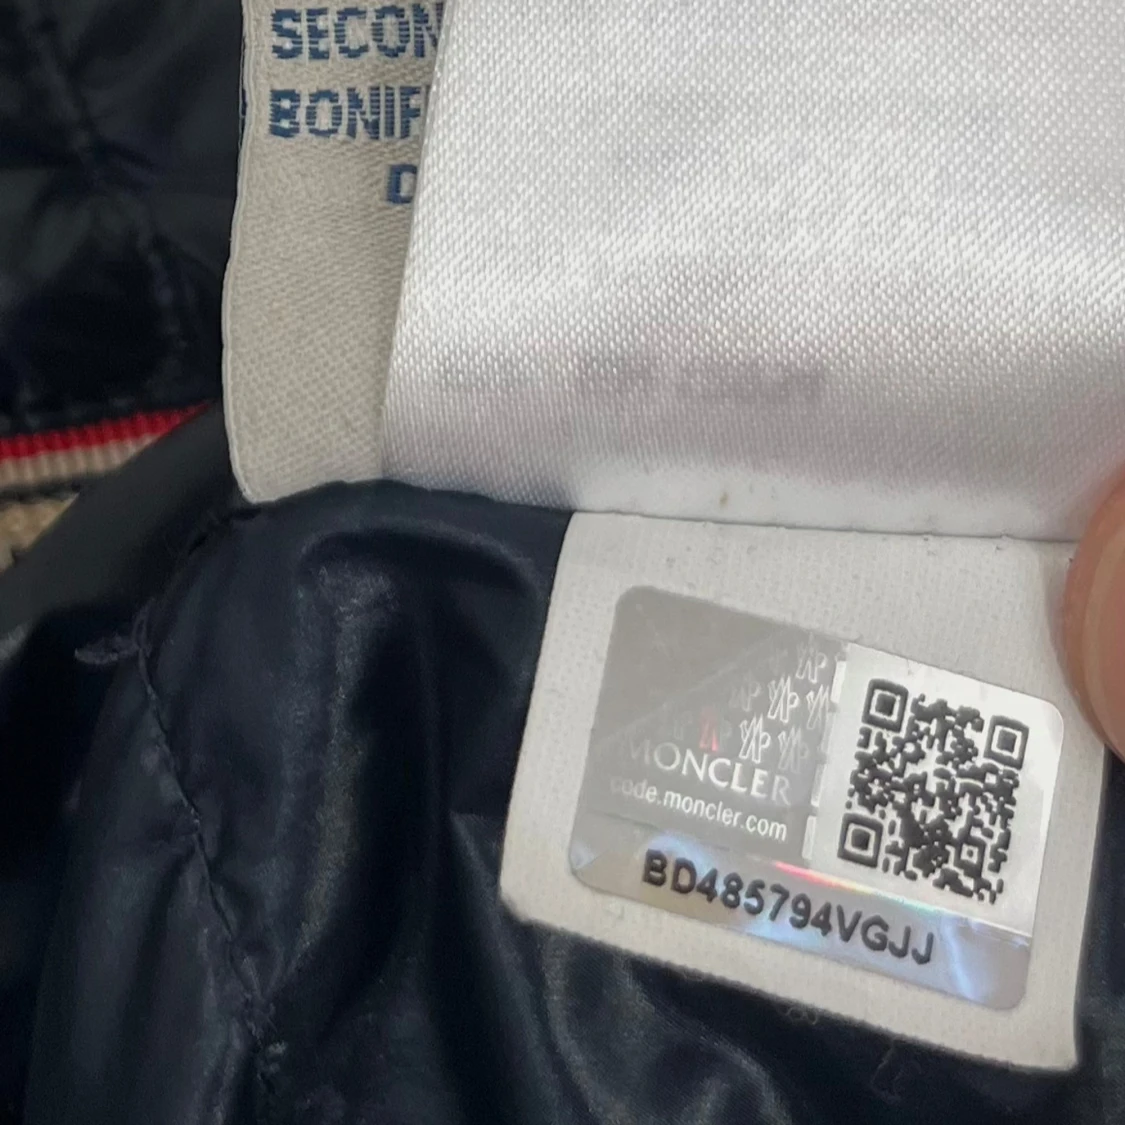 SECON
BONIF
D
MONCLER
code.moncler.com
BD485794VGJJ